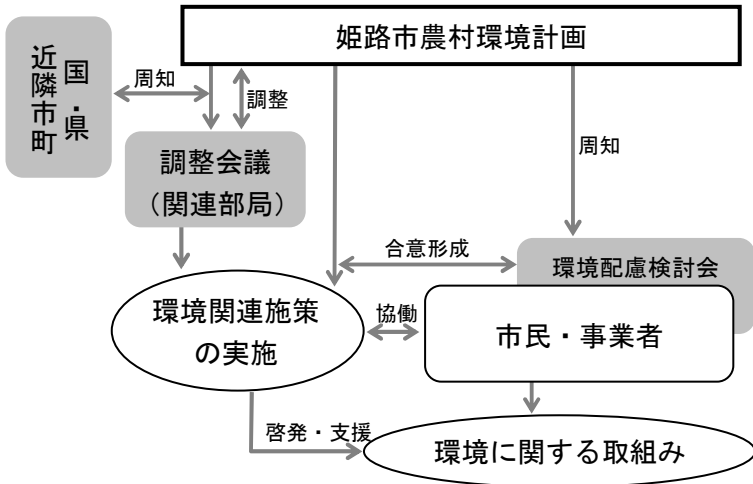 姫路市農村環境計画
国・県
近隣市町
周知
調整
調整会議
（関連部局）
周知
合意形成
環境配慮検討会
環境関連施策
の実施
協働
市民・事業者
啓発・支援
環境に関する取組み